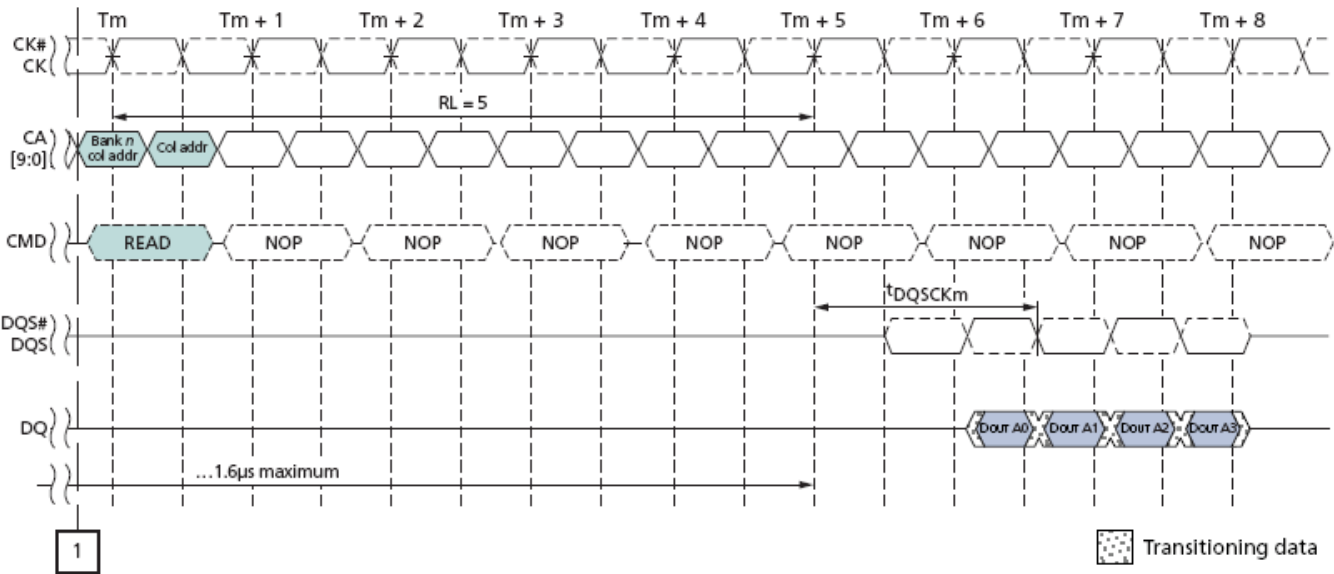 Tm Tm + 1 Tm + 2 Tm + 3 Tm + 4 Tm + 5 Tm + 6 Tm + 7 Tm + 8
CK#
CK
RL = 5
CA
[9:0]
Bank n
col addr
Col addr
CMD READ NOP NOP NOP NOP NOP NOP NOP NOP
tDQSCKm
DQS#
DQS
DQ DOUT A0 DOUT A1 DOUT A2 DOUT A3
...1.6µs maximum
1
Transitioning data